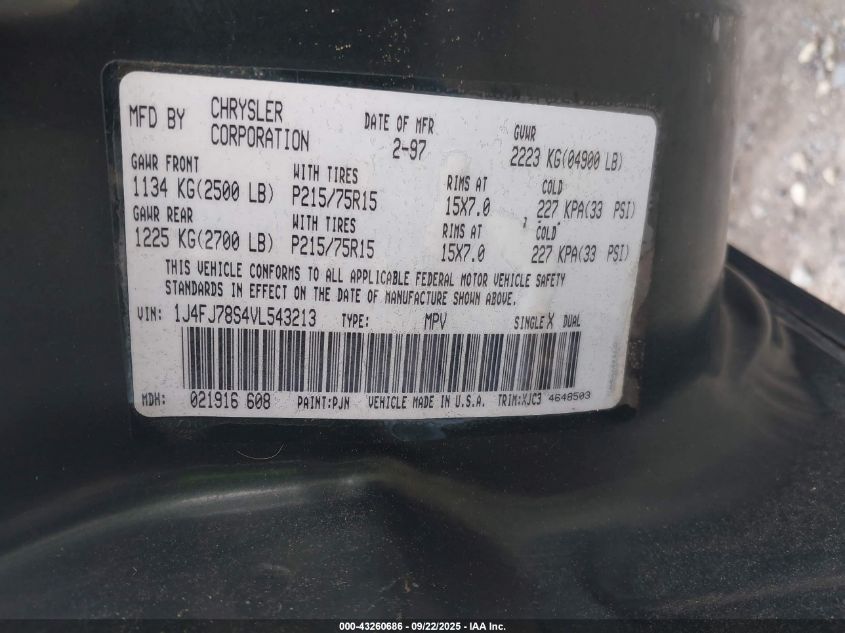 MFD BY CHRYSLER CORPORATION DATE OF MFR 2-97 GVWR 2223 KG(04900 LB)
GAWR FRONT WITH TIRES RIMS AT COLD
1134 KG(2500 LB) P215/75R15 15X7.0 227 KPA(33 PSI)
GAWR REAR WITH TIRES RIMS AT COLD
1225 KG(2700 LB) P215/75R15 15X7.0 227 KPA(33 PSI)
THIS VEHICLE CONFORMS TO ALL APPLICABLE FEDERAL MOTOR VEHICLE SAFETY
STANDARDS IN EFFECT ON THE DATE OF MANUFACTURE SHOWN ABOVE.
VIN: 1J4FJ78S4VL543213 TYPE: MPV SINGLE X DUAL
MDH: 021916 608 PAINT:PJN VEHICLE MADE IN U.S.A. TRIM:XJC3 4648503
000-43260686 - 09/22/2025 - IAA Inc.